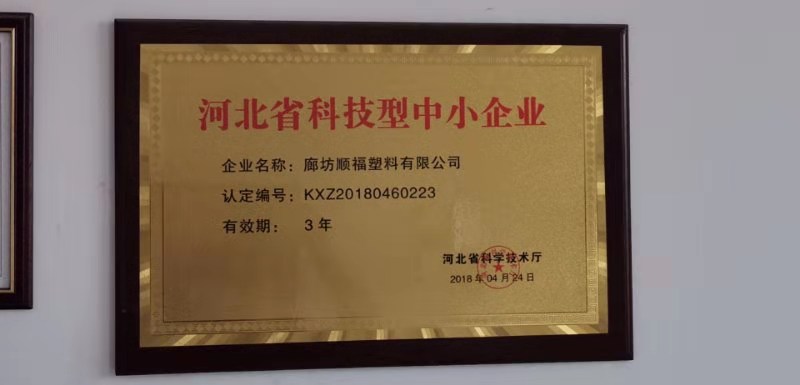 河北省科技型中小企业
企业名称：廊坊顺福塑料有限公司
认定编号：KXZ20180460223
有效期：3年
河北省科学技术厅
2018年04月24日